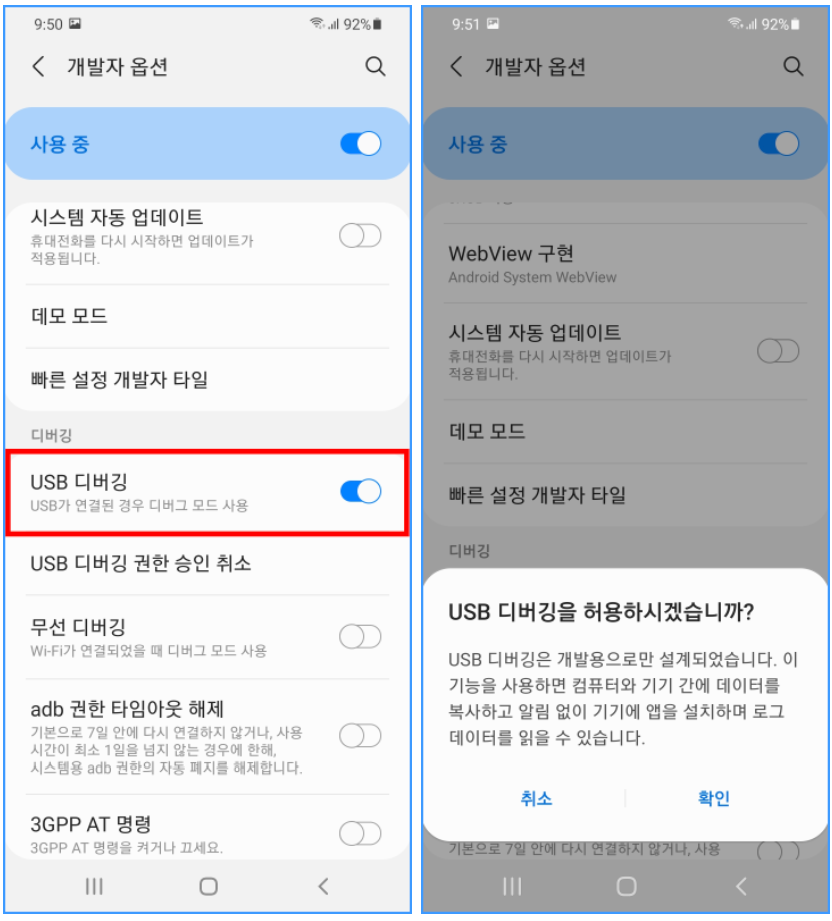 9:50
92%
개발자 옵션
사용 중
시스템 자동 업데이트
휴대전화를 다시 시작하면 업데이트가
적용됩니다.
데모 모드
빠른 설정 개발자 타일
디버깅
USB 디버깅
USB가 연결된 경우 디버그 모드 사용
USB 디버깅 권한 승인 취소
무선 디버깅
Wi-Fi가 연결되었을 때 디버그 모드 사용
adb 권한 타임아웃 해제
기본으로 7일 안에 다시 연결하지 않거나, 사용
시간이 최소 1일을 넘지 않는 경우에 한해,
시스템용 adb 권한의 자동 폐지를 해제합니다.
3GPP AT 명령
3GPP AT 명령을 켜거나 끄세요.
9:51
92%
개발자 옵션
사용 중
WebView 구현
Android System WebView
시스템 자동 업데이트
휴대전화를 다시 시작하면 업데이트가
적용됩니다.
데모 모드
빠른 설정 개발자 타일
디버깅
USB 디버깅을 허용하시겠습니까?
USB 디버깅은 개발용으로만 설계되었습니다. 이
기능을 사용하면 컴퓨터와 기기 간에 데이터를
복사하고 알림 없이 기기에 앱을 설치하며 로그
데이터를 읽을 수 있습니다.
취소
확인
기본으로 7일 안에 다시 연결하지 않거나, 사용